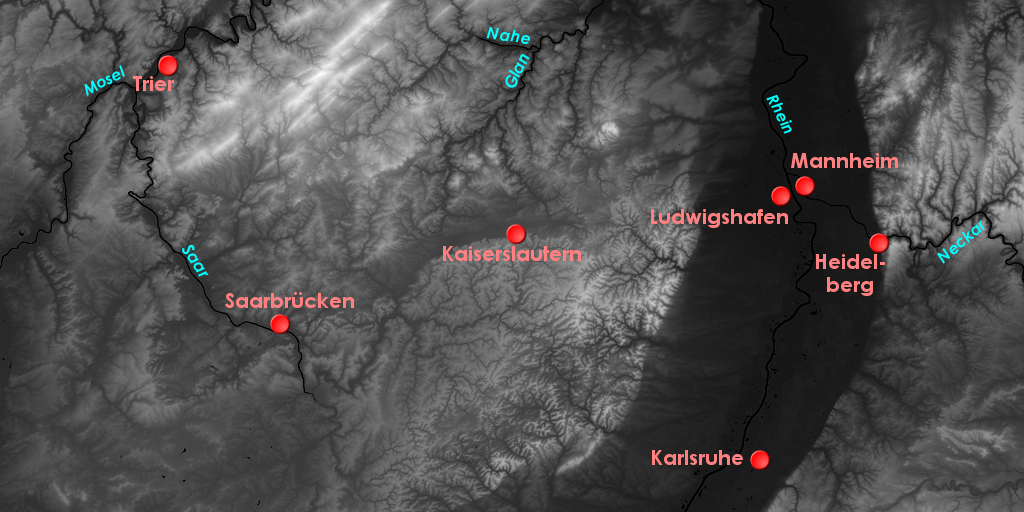 Nahe
Glan
Mosel
Trier
Rhein
Mannheim
Ludwigshafen
Neckar
Kaiserslautern
Saar
Heidel-
berg
Saarbrücken
Karlsruhe